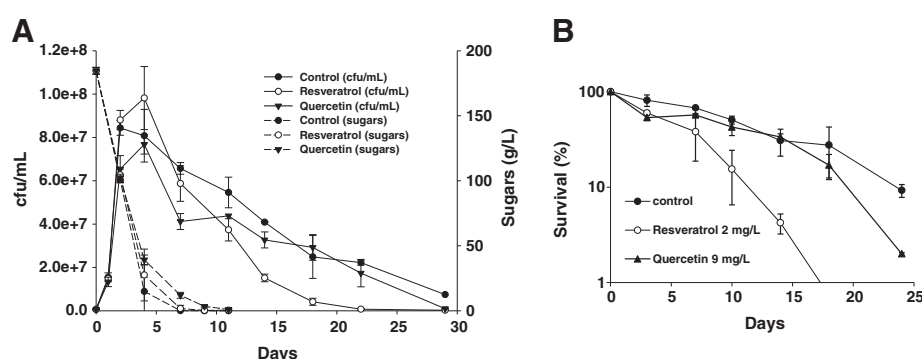 A
cfu/mL
1.2e+8
1.0e+8
8.0e+7
6.0e+7
4.0e+7
2.0e+7
0.0
0
5
10
15
20
25
30
Days
200
150
100
50
0
Sugars (g/L)
Control (cfu/mL)
Resveratrol (cfu/mL)
Quercetin (cfu/mL)
Control (sugars)
Resveratrol (sugars)
Quercetin (sugars)
B
Survival (%)
100
10
1
0
5
10
15
20
25
Days
control
Resveratrol 2 mg/L
Quercetin 9 mg/L